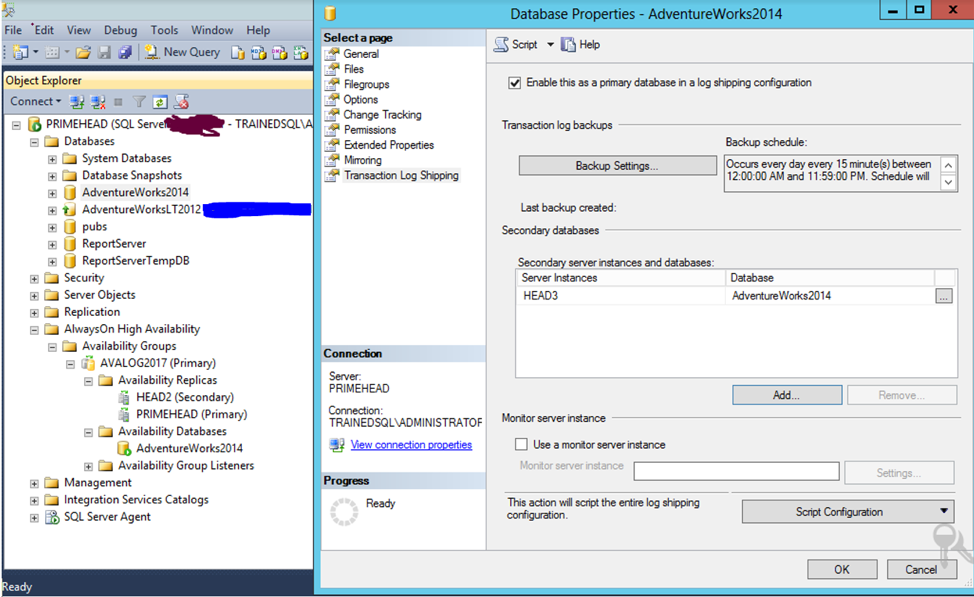 File Edit View Debug Tools Window Help
New Query
Object Explorer
Connect
PRIMEHEAD (SQL Server - TRAINEDSQL\A
Databases
System Databases
Database Snapshots
AdventureWorks2014
AdventureWorksLT2012
pubs
ReportServer
ReportServerTempDB
Security
Server Objects
Replication
AlwaysOn High Availability
Availability Groups
AVALOG2017 (Primary)
Availability Replicas
HEAD2 (Secondary)
PRIMEHEAD (Primary)
Availability Databases
AdventureWorks2014
Availability Group Listeners
Management
Integration Services Catalogs
SQL Server Agent
Ready
Database Properties - AdventureWorks2014
Select a page
General
Files
Filegroups
Options
Change Tracking
Permissions
Extended Properties
Mirroring
Transaction Log Shipping
Connection
Server:
PRIMEHEAD
Connection:
TRAINEDSQL\ADMINISTRATOR
View connection properties
Progress
Ready
Script Help
Enable this as a primary database in a log shipping configuration
Transaction log backups
Backup schedule:
Backup Settings...
Occurs every day every 15 minute(s) between
12:00:00 AM and 11:59:00 PM. Schedule will
Last backup created:
Secondary databases
Secondary server instances and databases:
Server Instances Database
HEAD3 AdventureWorks2014
...
Add... Remove...
Monitor server instance
Use a monitor server instance
Monitor server instance Settings...
This action will script the entire log shipping
configuration.
Script Configuration
OK Cancel